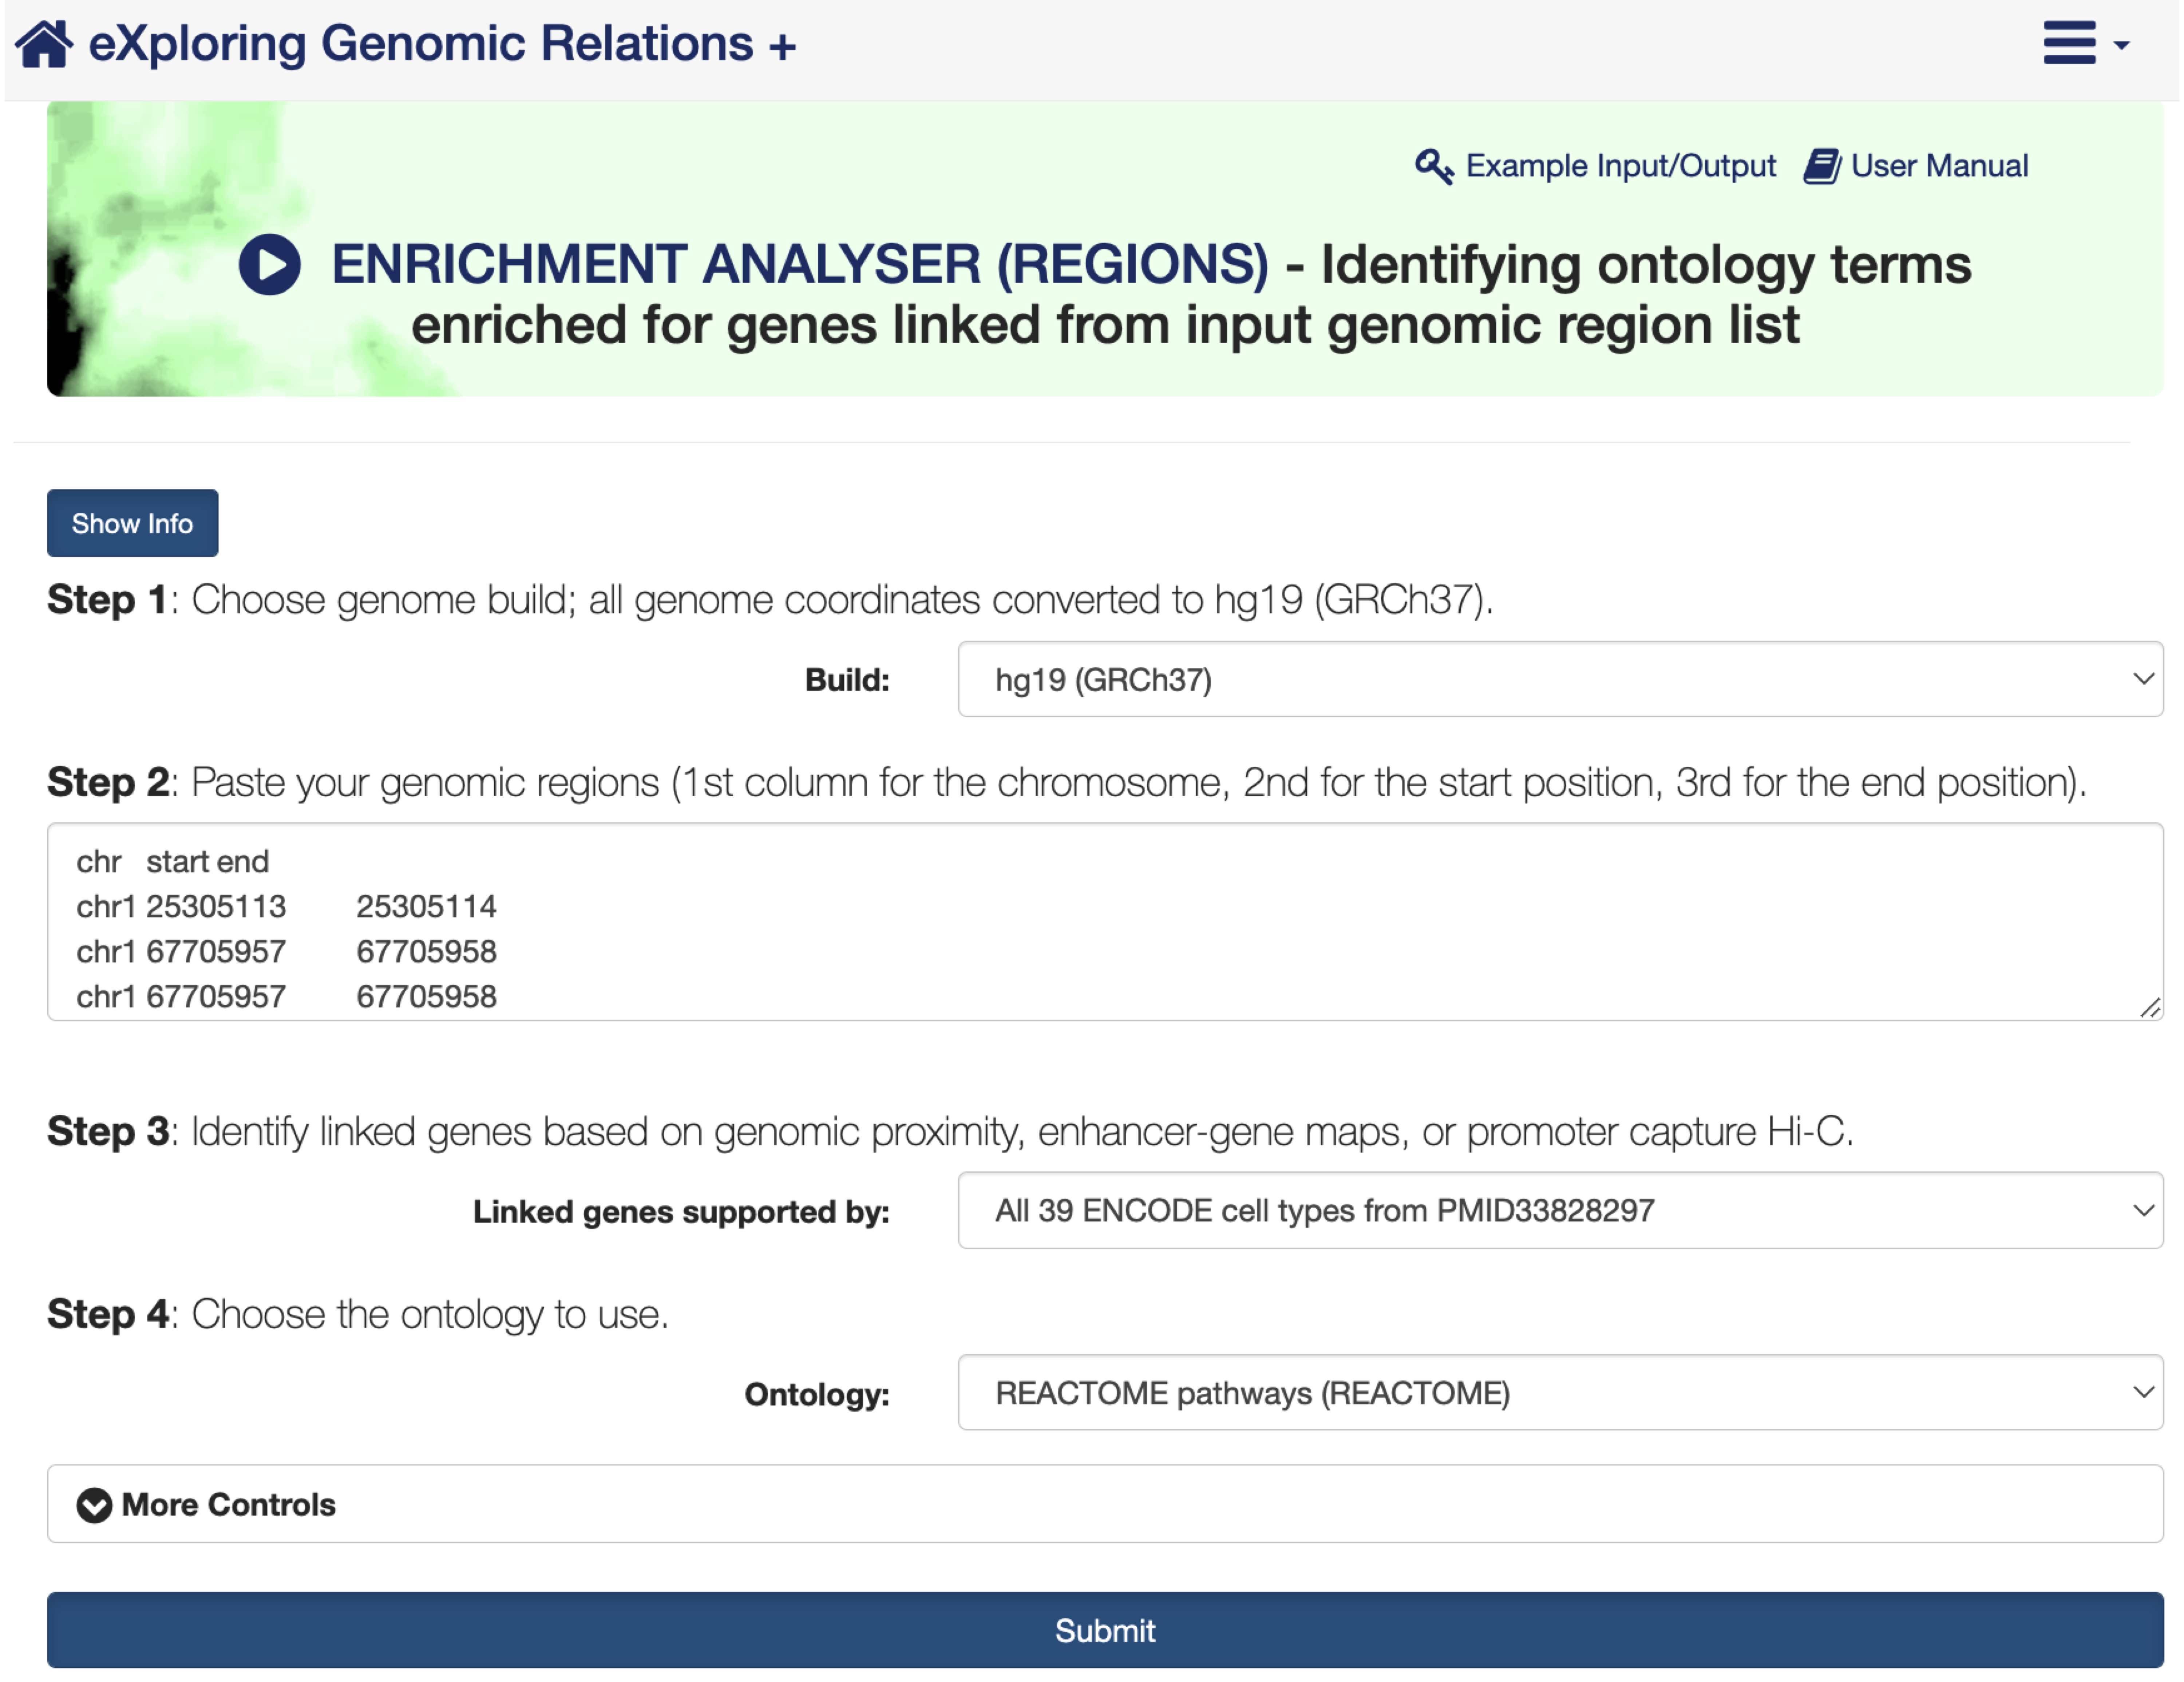 eXploring Genomic Relations +
Example Input/Output User Manual
ENRICHMENT ANALYSER (REGIONS) - Identifying ontology terms
enriched for genes linked from input genomic region list
Show Info
Step 1: Choose genome build; all genome coordinates converted to hg19 (GRCh37).
Build: hg19 (GRCh37)
Step 2: Paste your genomic regions (1st column for the chromosome, 2nd for the start position, 3rd for the end position).
chr start end
chr1 25305113 25305114
chr1 67705957 67705958
chr1 67705957 67705958
Step 3: Identify linked genes based on genomic proximity, enhancer-gene maps, or promoter capture Hi-C.
Linked genes supported by: All 39 ENCODE cell types from PMID33828297
Step 4: Choose the ontology to use.
Ontology: REACTOME pathways (REACTOME)
More Controls
Submit